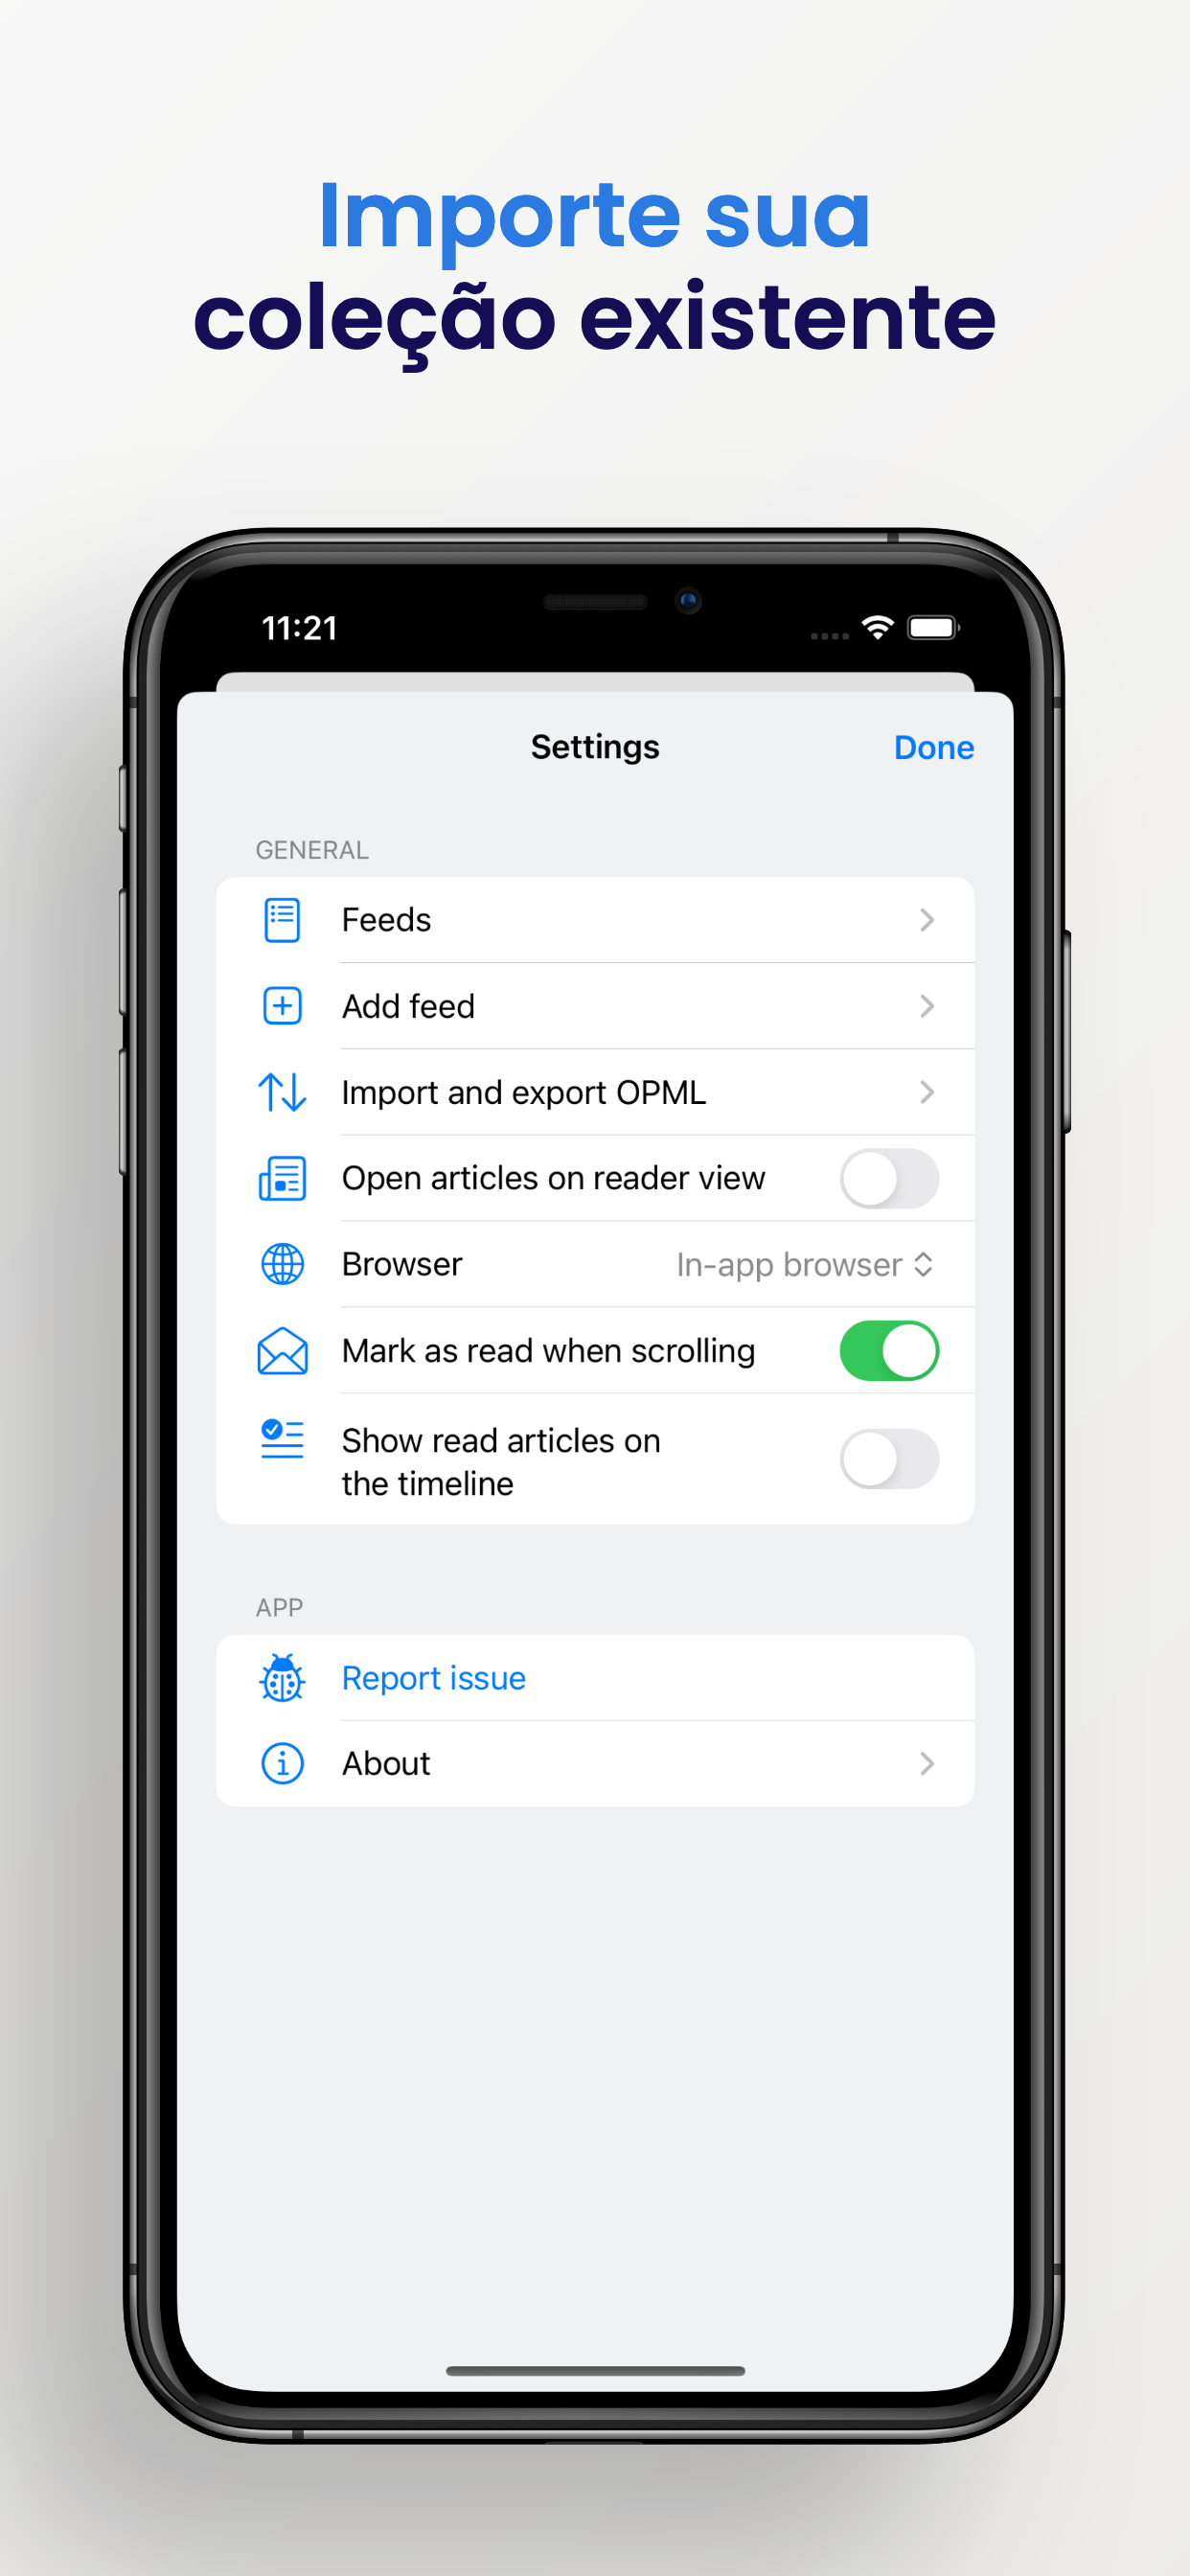 Importe sua
coleção existente
11:21
Settings
Done
GENERAL
Feeds
Add feed
Import and export OPML
Open articles on reader view
Browser
In-app browser
Mark as read when scrolling
Show read articles on
the timeline
APP
Report issue
About